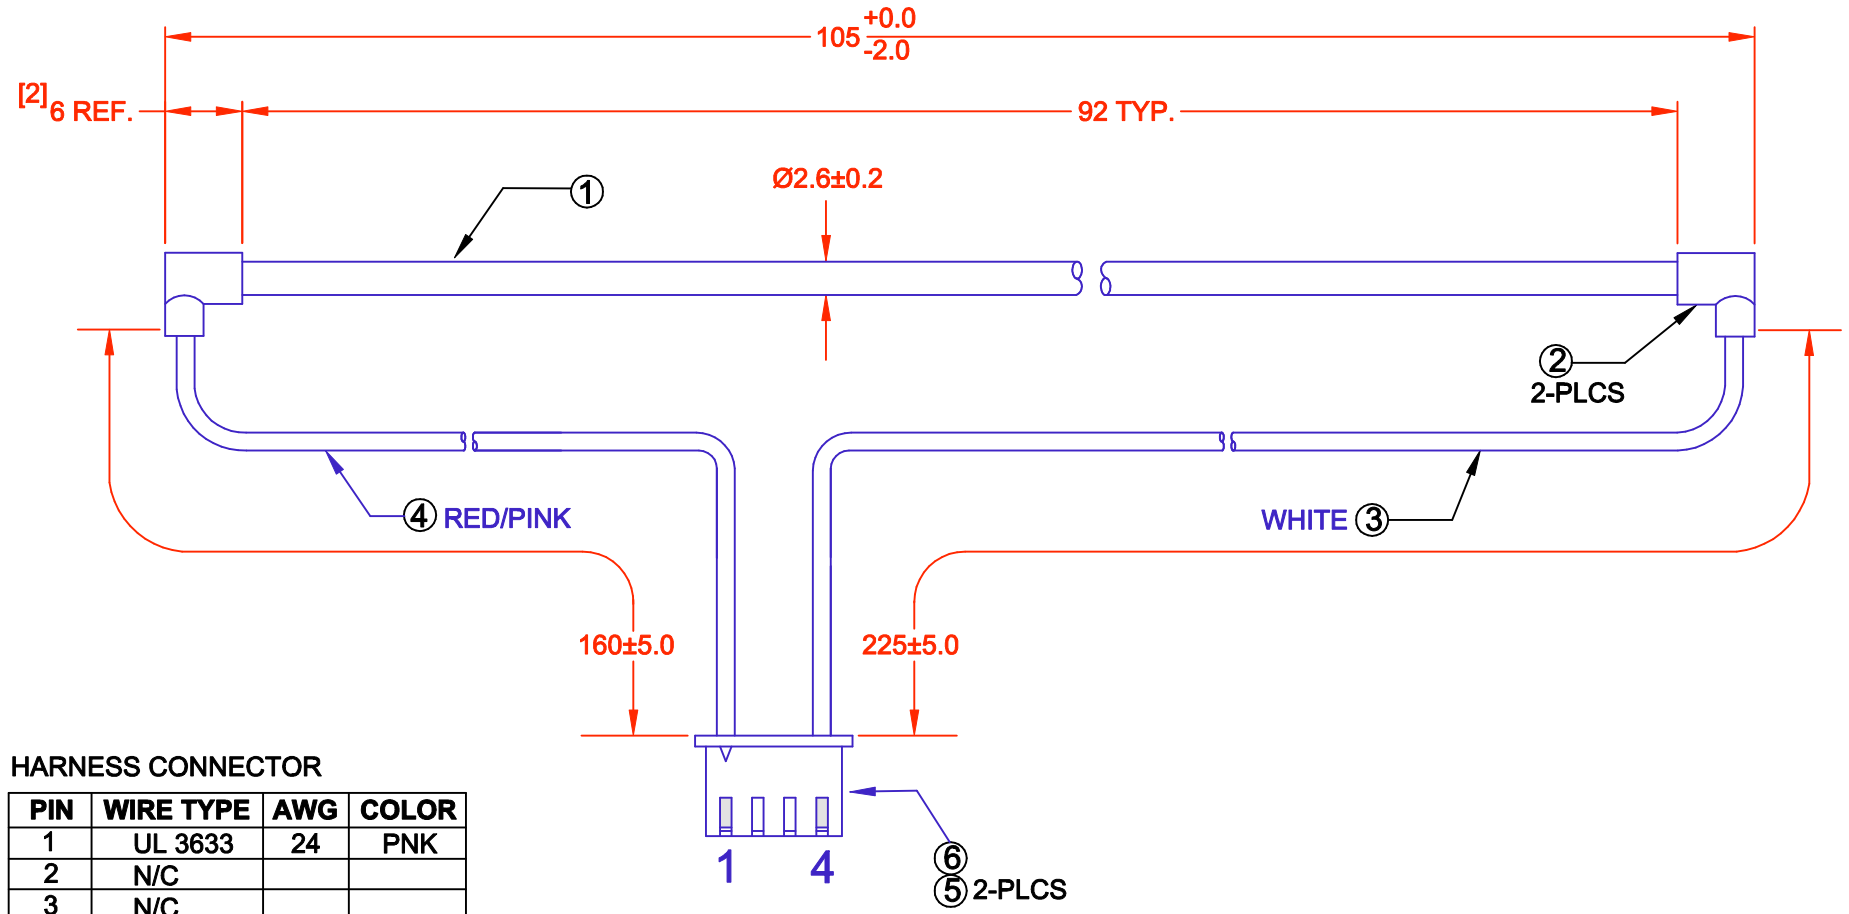 105 +0.0
-2.0
[2] 6 REF.
92 TYP.
Ø2.6±0.2
1
2
2-PLCS
4 RED/PINK
WHITE 3
160±5.0
225±5.0
HARNESS CONNECTOR
PIN WIRE TYPE AWG COLOR
1 UL 3633 24 PNK
2 N/C
3 N/C
1 4
6
5 2-PLCS